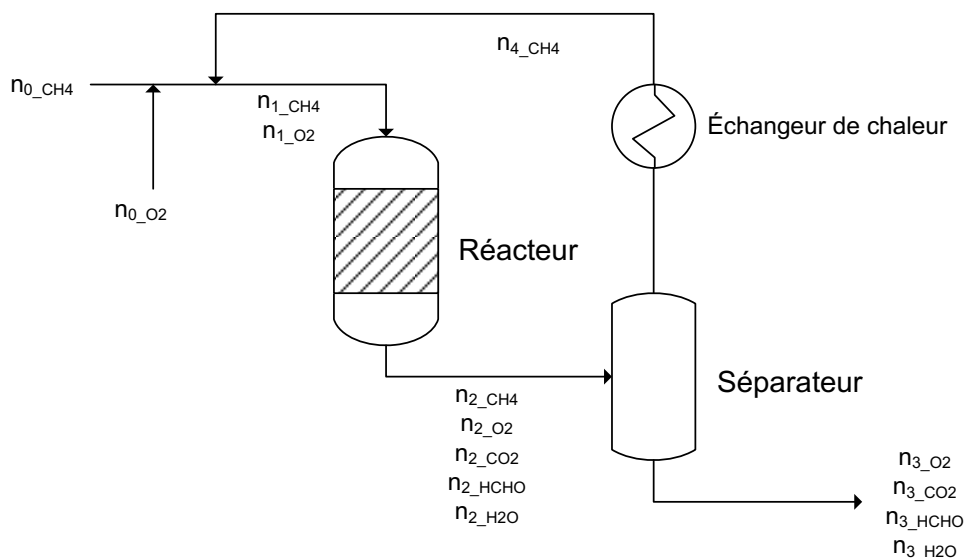 n4_CH4
n0_CH4
n1_CH4
n1_O2
Échangeur de chaleur
n0_O2
Réacteur
Séparateur
n2_CH4
n2_O2
n2_CO2
n2_HCHO
n2_H2O
n3_O2
n3_CO2
n3_HCHO
n3_H2O